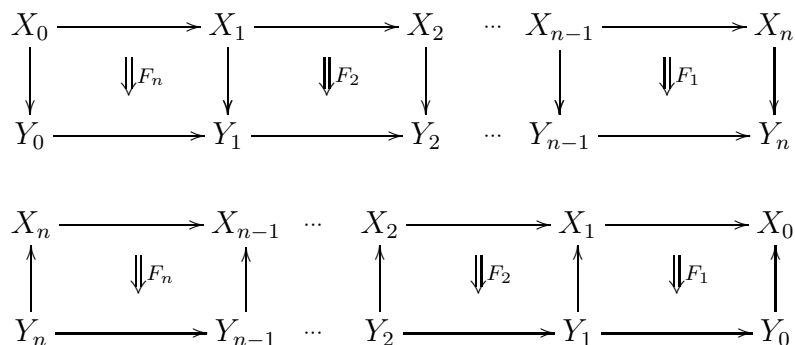 X_0 X_1 X_2 ... X_{n-1} X_n
F_n F_2 F_1
Y_0 Y_1 Y_2 ... Y_{n-1} Y_n
X_n X_{n-1} ... X_2 X_1 X_0
F_n F_2 F_1
Y_n Y_{n-1} ... Y_2 Y_1 Y_0